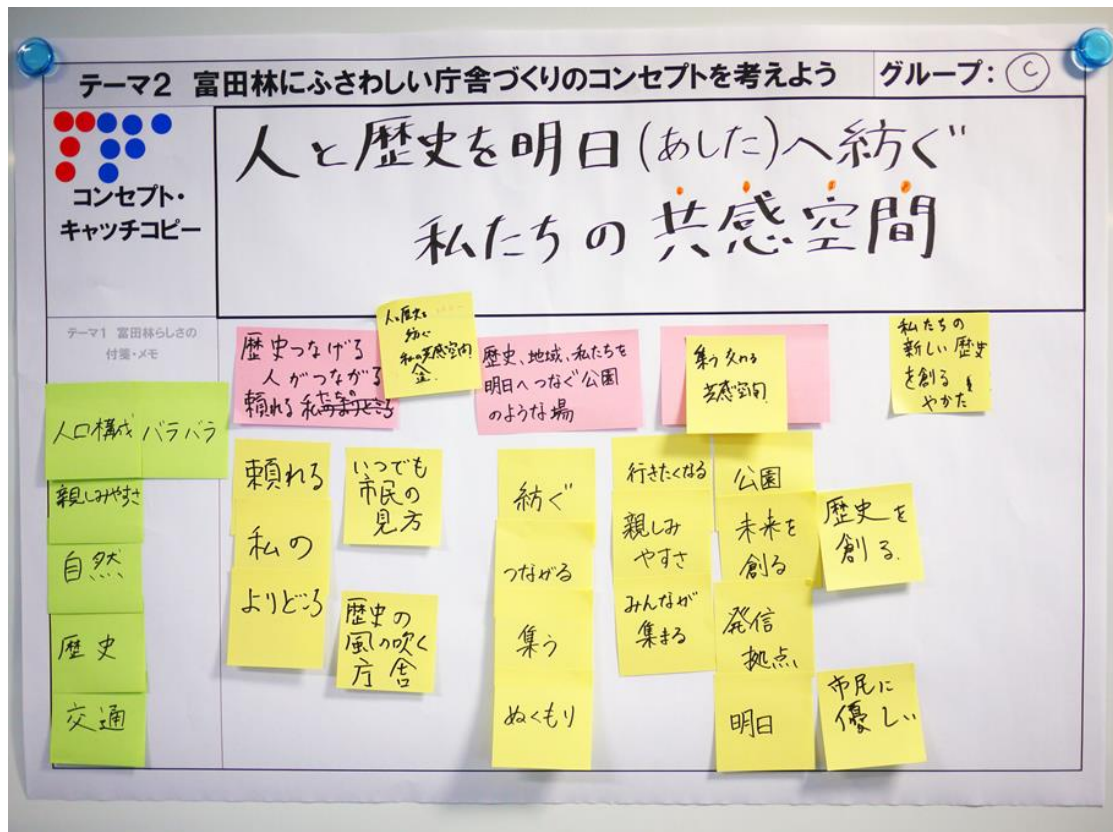 テーマ2 富田林にふさわしい庁舎づくりのコンセプトを考えよう
グループ: C
コンセプト・
キャッチコピー
人と歴史を明日(あした)へ紡ぐ
私たちの共感空間
テーマ1 富田林らしさの
付箋・メモ
人口構成
バラバラ
親しみやすさ
自然
歴史
交通
歴史つなげる
人がつながる
頼れる私たちの
人と歴史を
紡ぐ
私の共感空間
歴史、地域、私たちを
明日へつなぐ公園
のような場
集う交わる
共感空間
私たちの
新しい歴史
を創る
やかた
頼れる
私の
よりどころ
いつでも
市民の
見方
歴史の
風の吹く
庁舎
紡ぐ
つながる
集う
ぬくもり
行きたくなる
親しみ
やすさ
みんなが
集まる
公園
未来を
創る
発信
拠点
明日
歴史を
創る
市民に
優しい